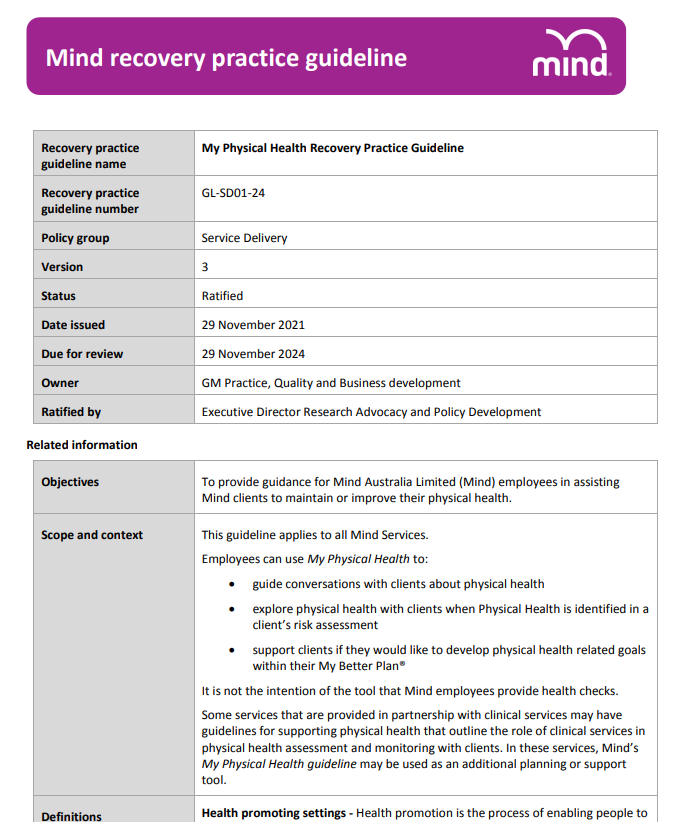 Mind recovery practice guideline
mind
Recovery practice
guideline name
My Physical Health Recovery Practice Guideline
Recovery practice
guideline number
GL-SD01-24
Policy group
Service Delivery
Version
3
Status
Ratified
Date issued
29 November 2021
Due for review
29 November 2024
Owner
GM Practice, Quality and Business development
Ratified by
Executive Director Research Advocacy and Policy Development
Related information
Objectives
To provide guidance for Mind Australia Limited (Mind) employees in assisting
Mind clients to maintain or improve their physical health.
Scope and context
This guideline applies to all Mind Services.
Employees can use My Physical Health to:
• guide conversations with clients about physical health
• explore physical health with clients when Physical Health is identified in a
client's risk assessment
• support clients if they would like to develop physical health related goals
within their My Better Plan®
It is not the intention of the tool that Mind employees provide health checks.
Some services that are provided in partnership with clinical services may have
guidelines for supporting physical health that outline the role of clinical services in
physical health assessment and monitoring with clients. In these services, Mind's
My Physical Health guideline may be used as an additional planning or support
tool.
Definitions
Health promoting settings - Health promotion is the process of enabling people to